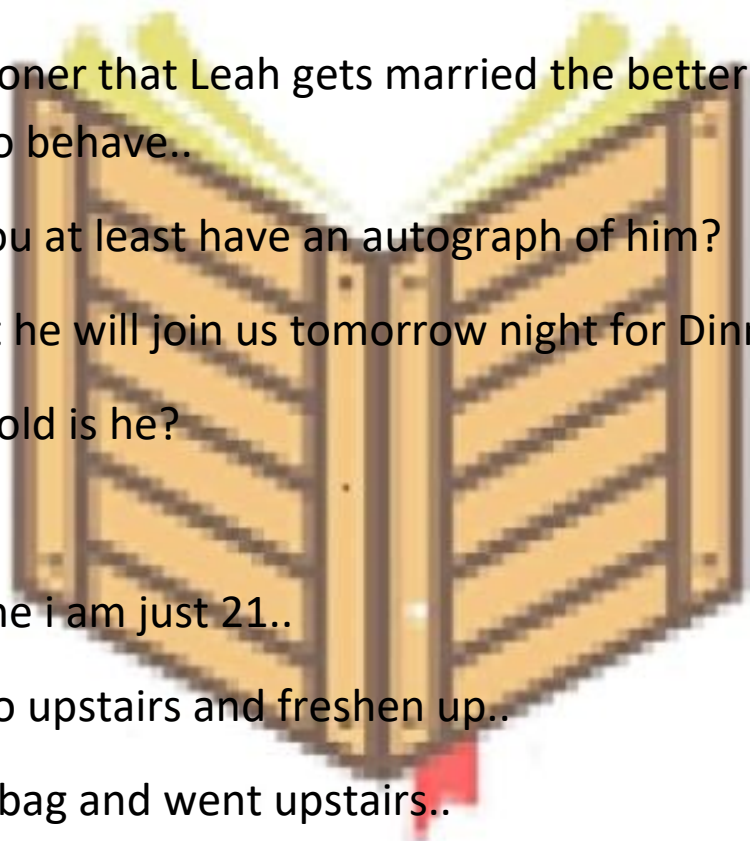 oner that Leah gets married the better
o behave..
ou at least have an autograph of him?
he will join us tomorrow night for Din
old is he?
e i am just 21..
o upstairs and freshen up..
bag and went upstairs..